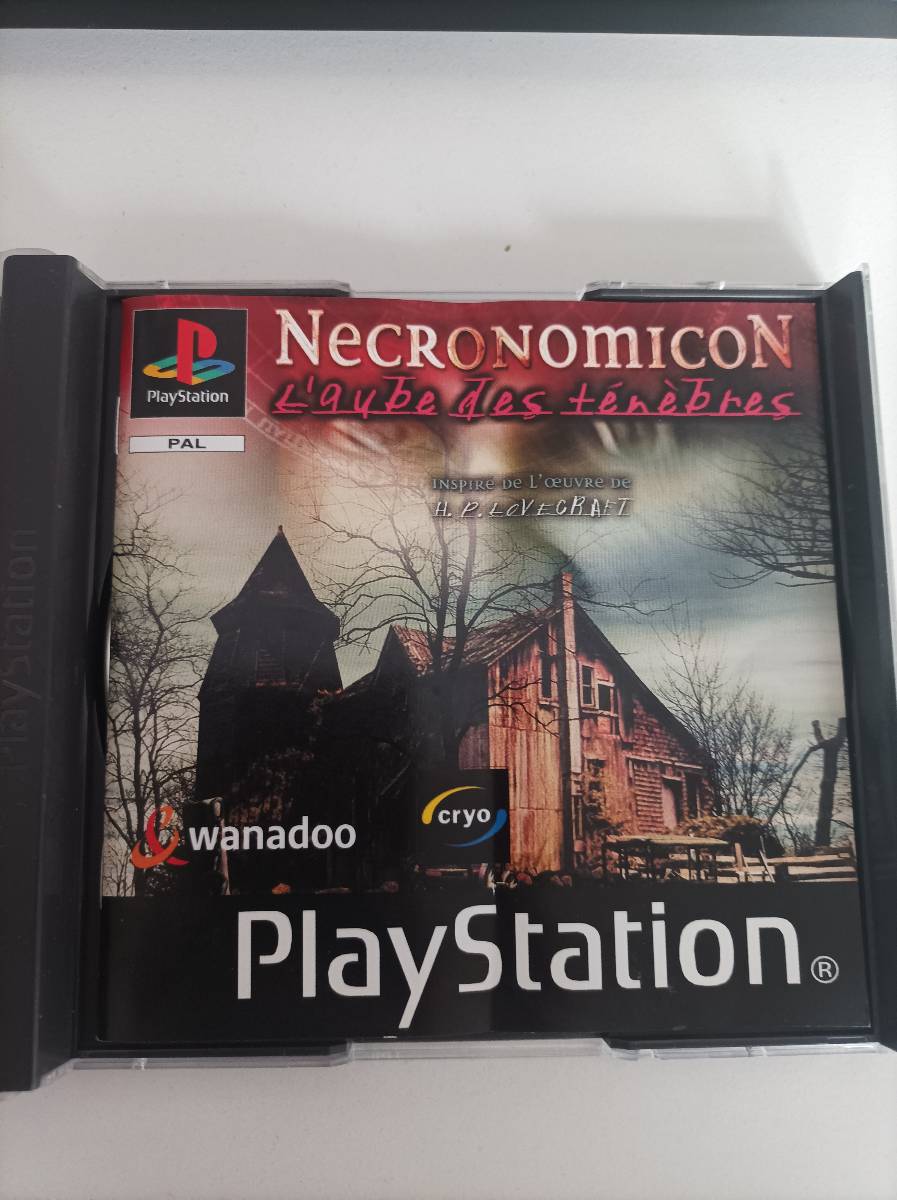 PlayStation
PlayStation
PAL
NECRONOMICON
L'aube des ténèbres
INSPIRÉ DE L'ŒUVRE DE
H. P. LOVECRAFT
wanadoo
cryo
PlayStation®